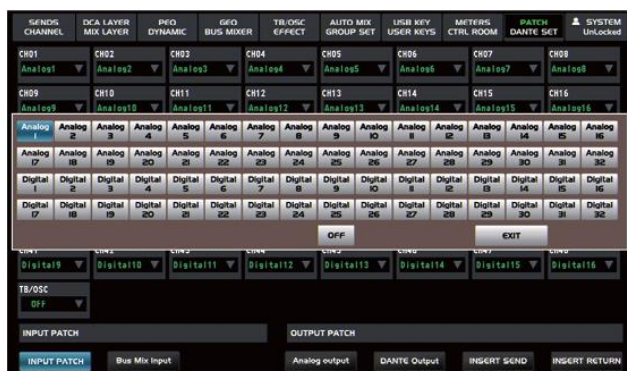 SENDS DCA LAYER PEQ GEQ TB/OSC AUTO MIX USB KEY METERS PATCH SYSTEM
CHANNEL MIX LAYER DYNAMIC BUS MIXER EFFECT GROUP SET USER KEYS CTRL ROOM DANTE SET UnLocked
CH01 CH02 CH03 CH04 CH05 CH06 CH07 CH08
Analog1 Analog2 Analog3 Analog4 Analog5 Analog6 Analog7 Analog8
CH09 CH10 CH11 CH12 CH13 CH14 CH15 CH16
Analog9 Analog10 Analog11 Analog12 Analog13 Analog14 Analog15 Analog16
Analog Analog Analog Analog Analog Analog Analog Analog Analog Analog Analog Analog Analog Analog Analog Analog
1 2 3 4 5 6 7 8 9 10 11 12 13 14 15 16
Analog Analog Analog Analog Analog Analog Analog Analog Analog Analog Analog Analog Analog Analog Analog Analog
17 18 19 20 21 22 23 24 25 26 27 28 29 30 31 32
Digital Digital Digital Digital Digital Digital Digital Digital Digital Digital Digital Digital Digital Digital Digital Digital
1 2 3 4 5 6 7 8 9 10 11 12 13 14 15 16
Digital Digital Digital Digital Digital Digital Digital Digital Digital Digital Digital Digital Digital Digital Digital Digital
17 18 19 20 21 22 23 24 25 26 27 28 29 30 31 32
OFF EXIT
Digital9 Digital10 Digital11 Digital12 Digital13 Digital14 Digital15 Digital16
TB/OSC
OFF
INPUT PATCH OUTPUT PATCH
INPUT PATCH Bus Mix Input Analog output DANTE Output INSERT SEND INSERT RETURN